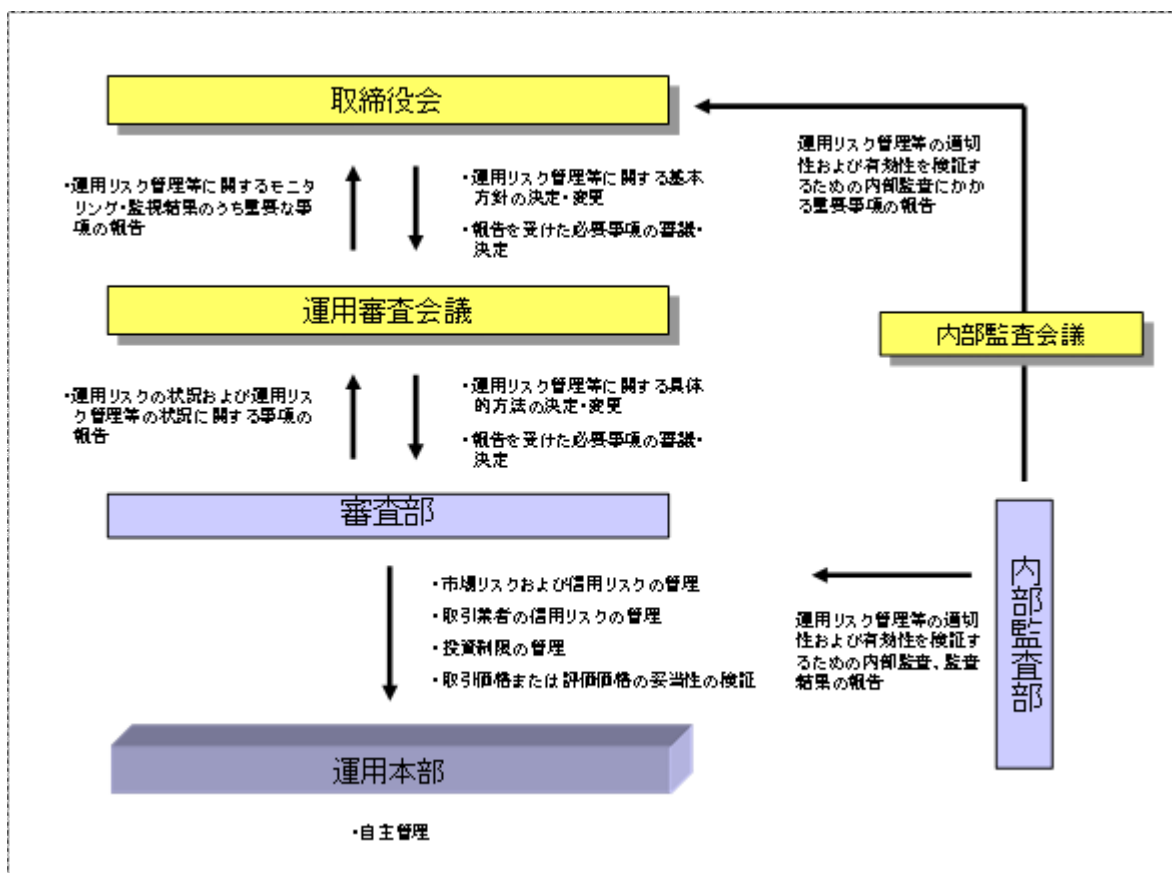 取締役会
・運用リスク管理等に関するモニタ
リング・監視結果のうち重要な事
項の報告
・運用リスク管理等に関する基本
方針の決定・変更
・報告を受けた必要事項の審議・
決定
運用リスク管理等の適切
性および有効性を検証す
るための内部監査にかか
る重要事項の報告
運用審査会議
内部監査会議
・運用リスクの状況および運用リス
ク管理等の状況に関する事項の
報告
・運用リスク管理等に関する具体
的方法の決定・変更
・報告を受けた必要事項の審議・
決定
審査部
内部監査部
・市場リスクおよび信用リスクの管理
・取引業者の信用リスクの管理
・投資制限の管理
・取引価格または評価価格の妥当性の検証
運用リスク管理等の適切
性および有効性を検証す
るための内部監査、監査
結果の報告
運用本部
・自主管理